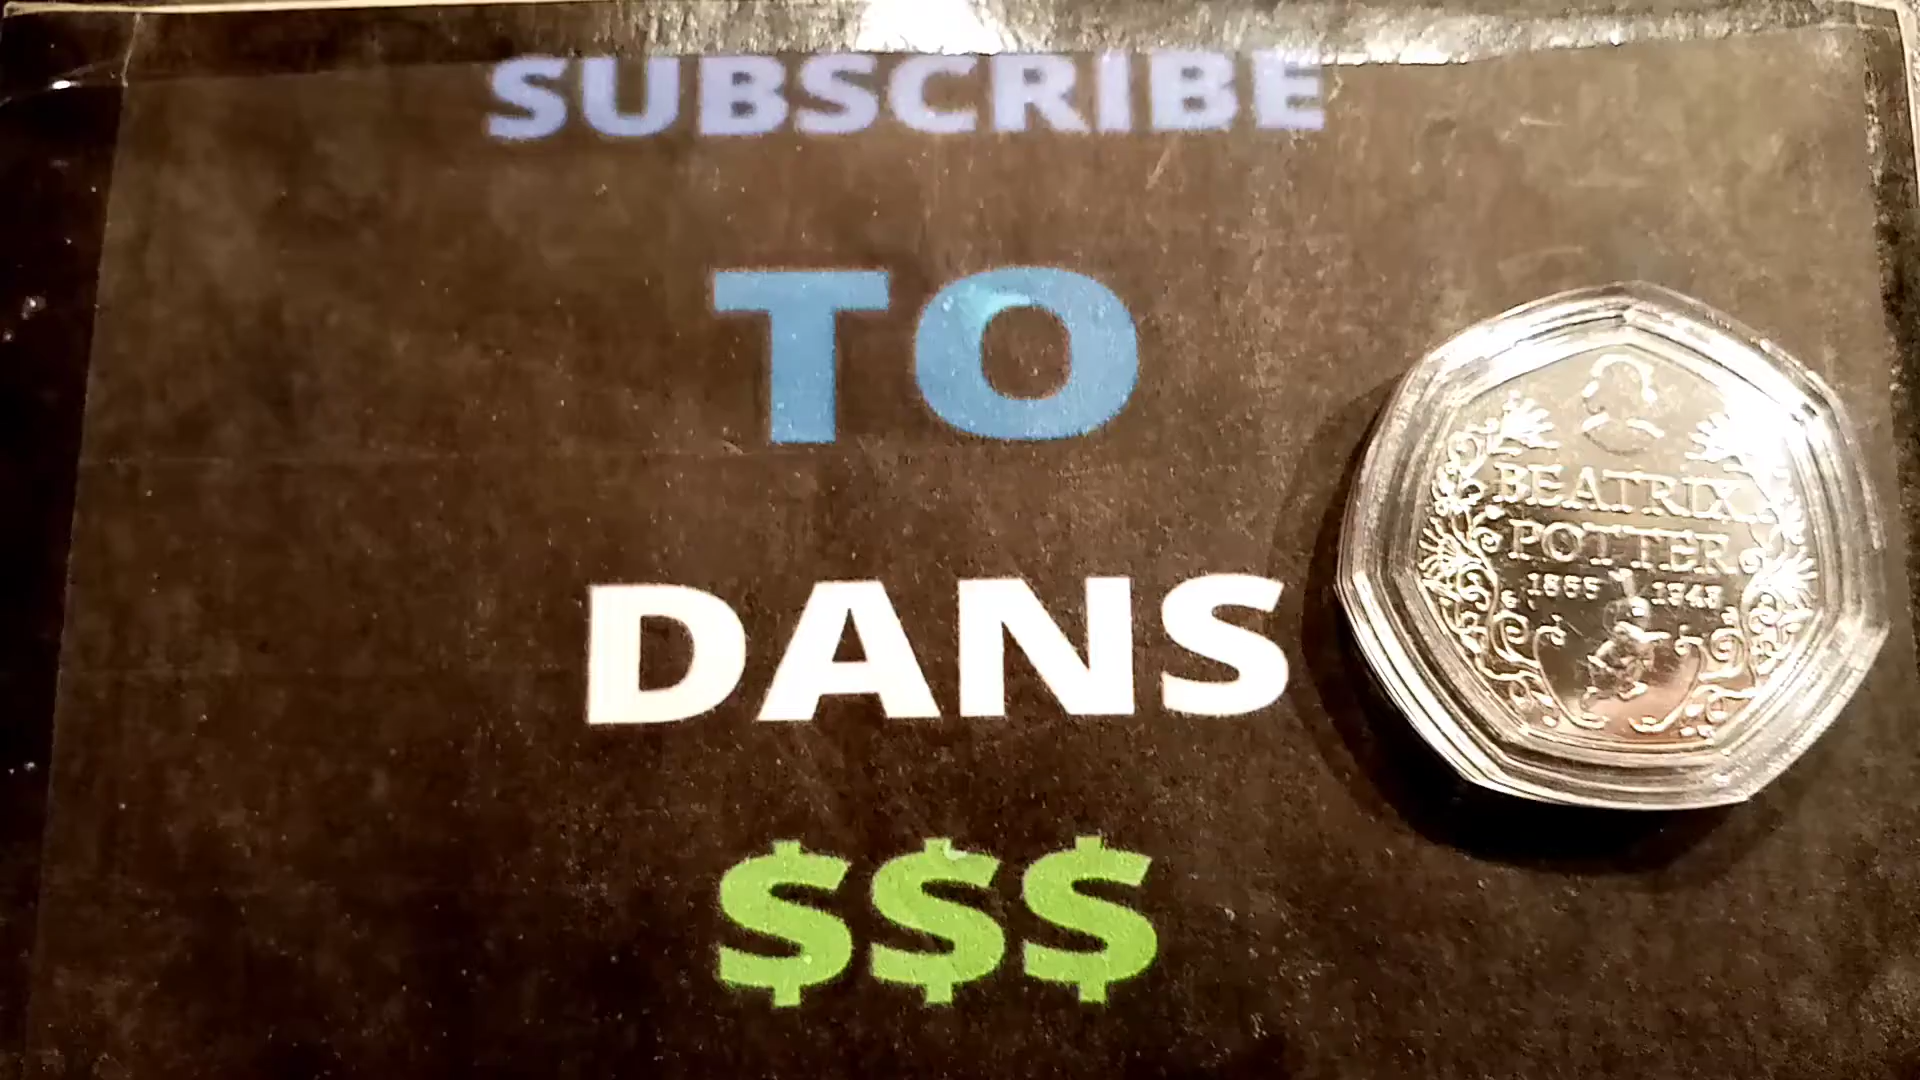 SUBSCRIBE
TO
DANS
$$$
BEATRIX
POTTER
1866 1943